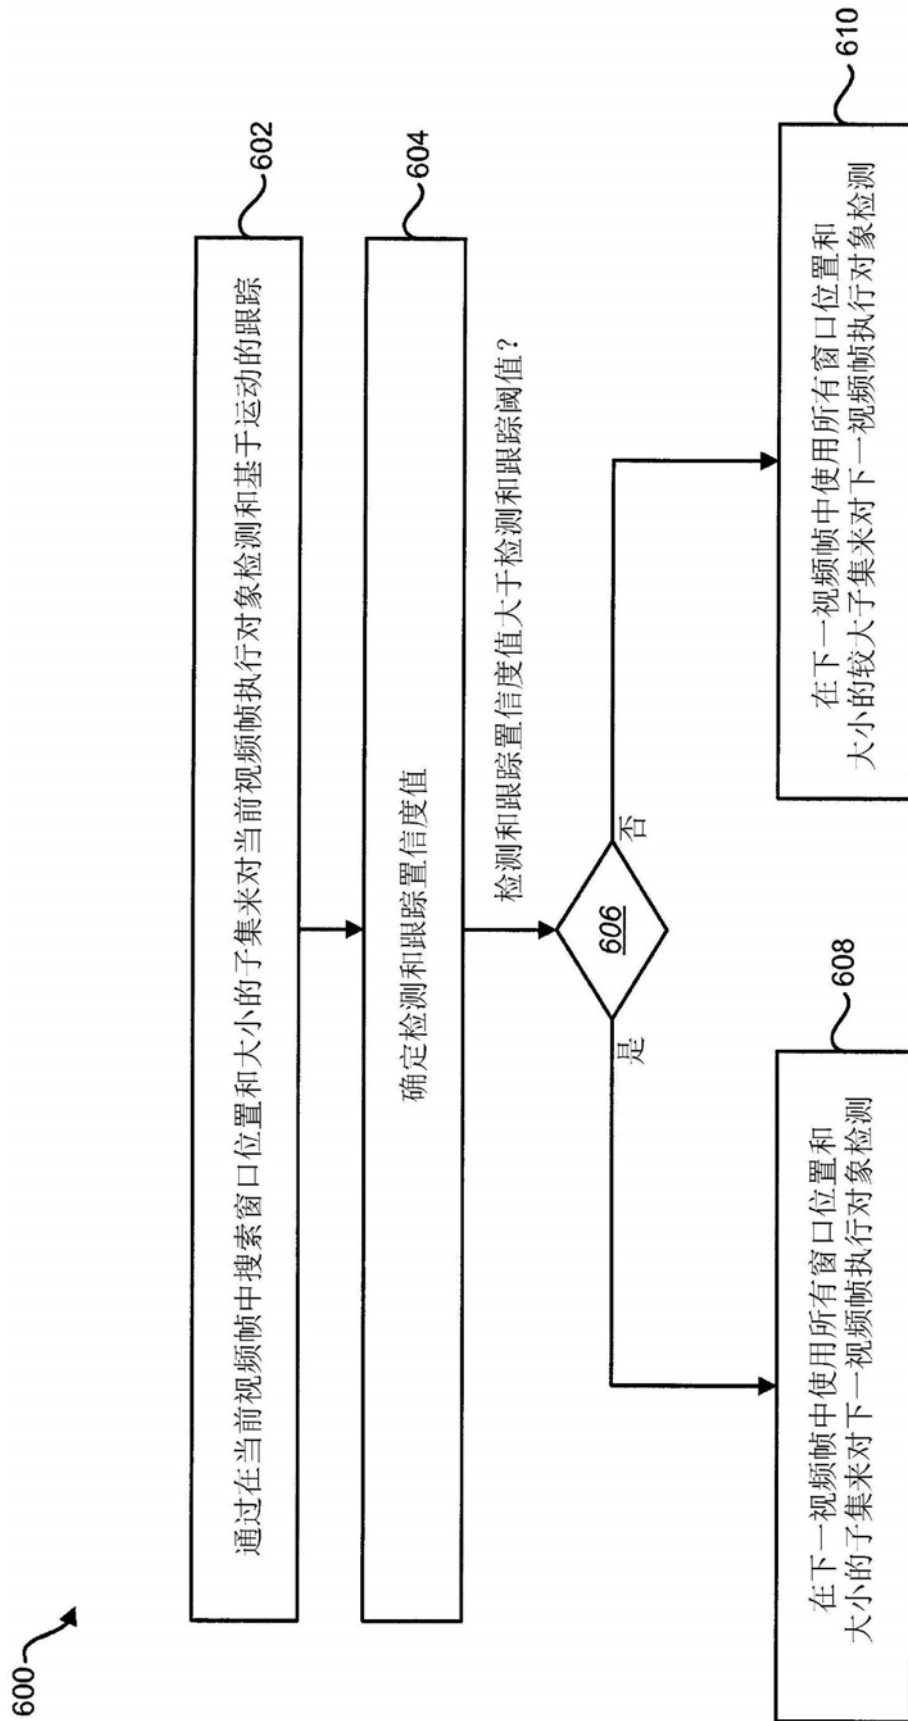 600
602
通过在当前视频帧中搜索窗口位置和大小的子集来对当前视频帧执行对象检测和基于运动的跟踪
604
确定检测和跟踪置信度值
检测和跟踪置信度值大于检测和跟踪阈值?
606
是
否
608
在下一视频帧中使用所有窗口位置和
大小的子集来对下一视频帧执行对象检测
610
在下一视频帧中使用所有窗口位置和
大小的较大子集来对下一视频帧执行对象检测